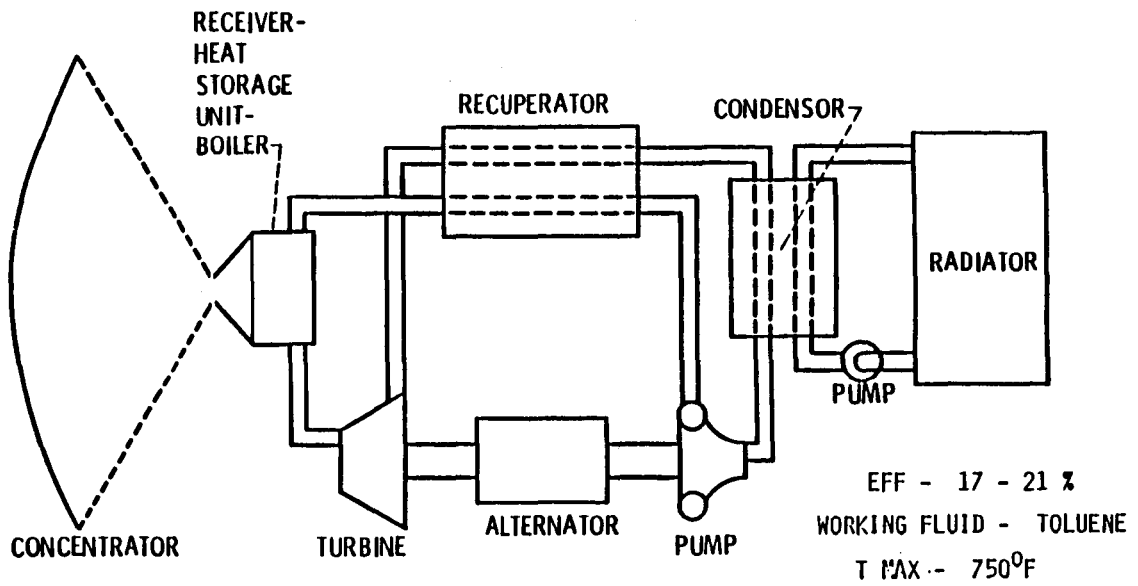 RECEIVER-
HEAT
STORAGE
UNIT-
BOILER
RECUPERATOR
CONDENSOR
RADIATOR
PUMP
CONCENTRATOR
TURBINE
ALTERNATOR
PUMP
EFF - 17 - 21 %
WORKING FLUID - TOLUENE
T MAX - 750⁰F